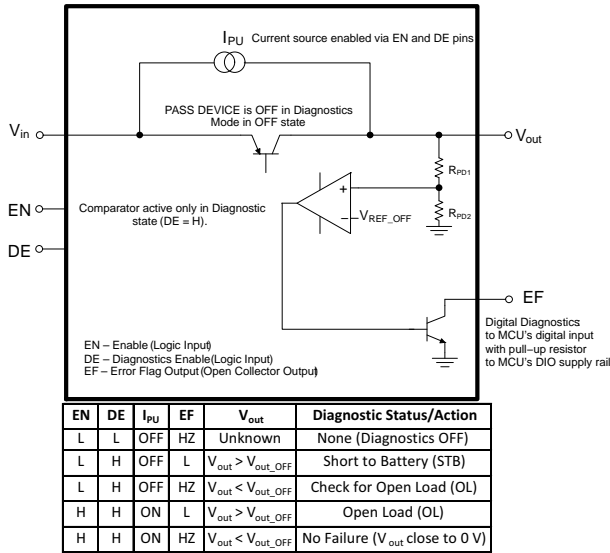 I_PU Current source enabled via EN and DE pins
PASS DEVICE is OFF in Diagnostics
Mode in OFF state
V_in
V_out
R_PD1
EN
Comparator active only in Diagnostic
state (DE = H).
+
−
V_REF_OFF
R_PD2
DE
EF
Digital Diagnostics
to MCU's digital input
with pull–up resistor
to MCU's DIO supply rail
EN – Enable (Logic Input)
DE – Diagnostics Enable (Logic Input)
EF – Error Flag Output (Open Collector Output)
EN DE I_PU EF V_out Diagnostic Status/Action
L L OFF HZ Unknown None (Diagnostics OFF)
L H OFF L V_out > V_out_OFF Short to Battery (STB)
L H OFF HZ V_out < V_out_OFF Check for Open Load (OL)
H H ON L V_out > V_out_OFF Open Load (OL)
H H ON HZ V_out < V_out_OFF No Failure (V_out close to 0 V)